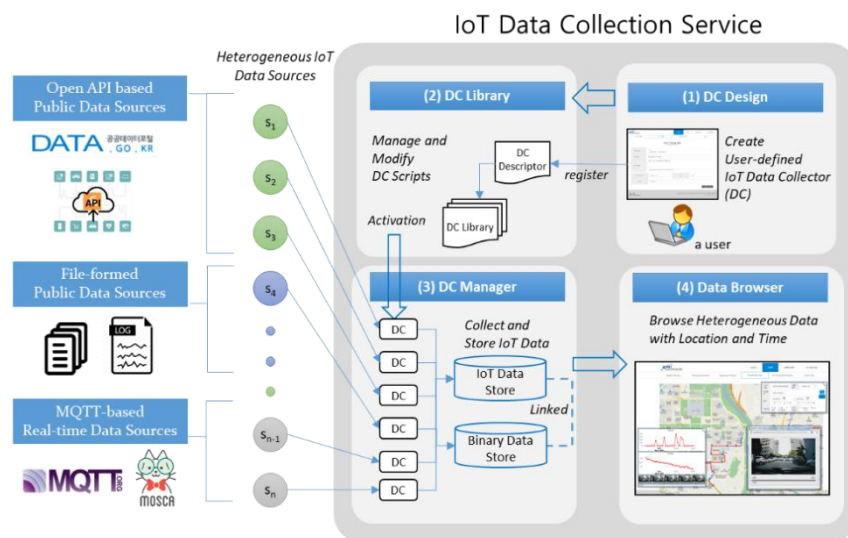 IoT Data Collection Service
Heterogeneous IoT
Data Sources
Open API based
Public Data Sources
DATA 공공데이터포털
.GO.KR
API
File-formed
Public Data Sources
LOG
MQTT-based
Real-time Data Sources
MQTT.ORG
MOSCA
S1
S2
S3
S4
Sn-1
Sn
(2) DC Library
Manage and
Modify
DC Scripts
DC
Descriptor
DC Library
Activation
register
(1) DC Design
Create
User-defined
IoT Data Collector
(DC)
a user
(3) DC Manager
DC
DC
DC
DC
DC
DC
Collect and
Store IoT Data
IoT Data
Store
Linked
Binary Data
Store
(4) Data Browser
Browse Heterogeneous Data
with Location and Time